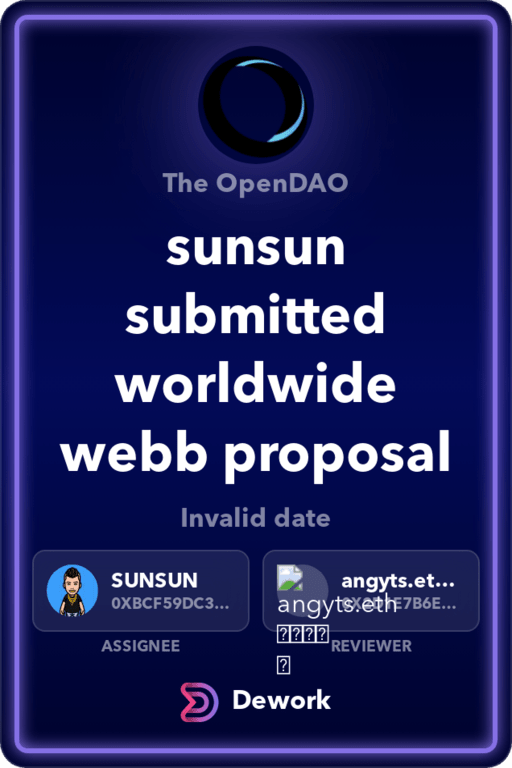 The OpenDAO
sunsun
submitted
worldwide
webb proposal
Invalid date
SUNSUN
0XBCF59DC3...
angyts.et...
angyts.eth
ASSIGNEE
REVIEWER
Dework